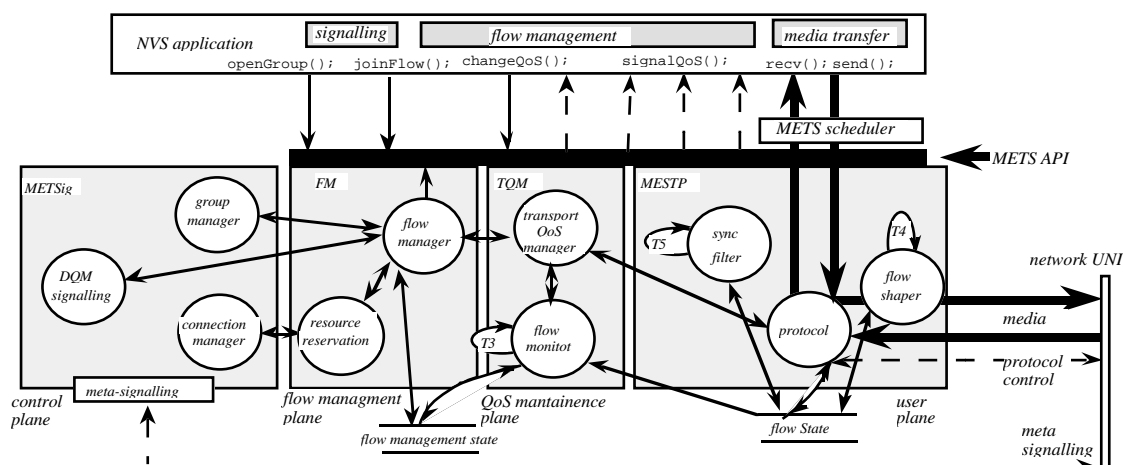 NVS application
signalling
flow management
media transfer
openGroup();
joinFlow();
changeQoS();
signalQoS();
recv();
send();
METS scheduler
METS API
METSig
FM
TQM
MESTP
group
manager
flow
manager
transport
QoS
manager
sync
filter
T5
T4
flow
shaper
network UNI
DQM
signalling
connection
manager
resource
reservation
T3
flow
monitot
protocol
media
protocol
control
meta-signalling
control
plane
flow managment
plane
QoS mantainence
plane
user
plane
flow management state
flow State
meta
signalling